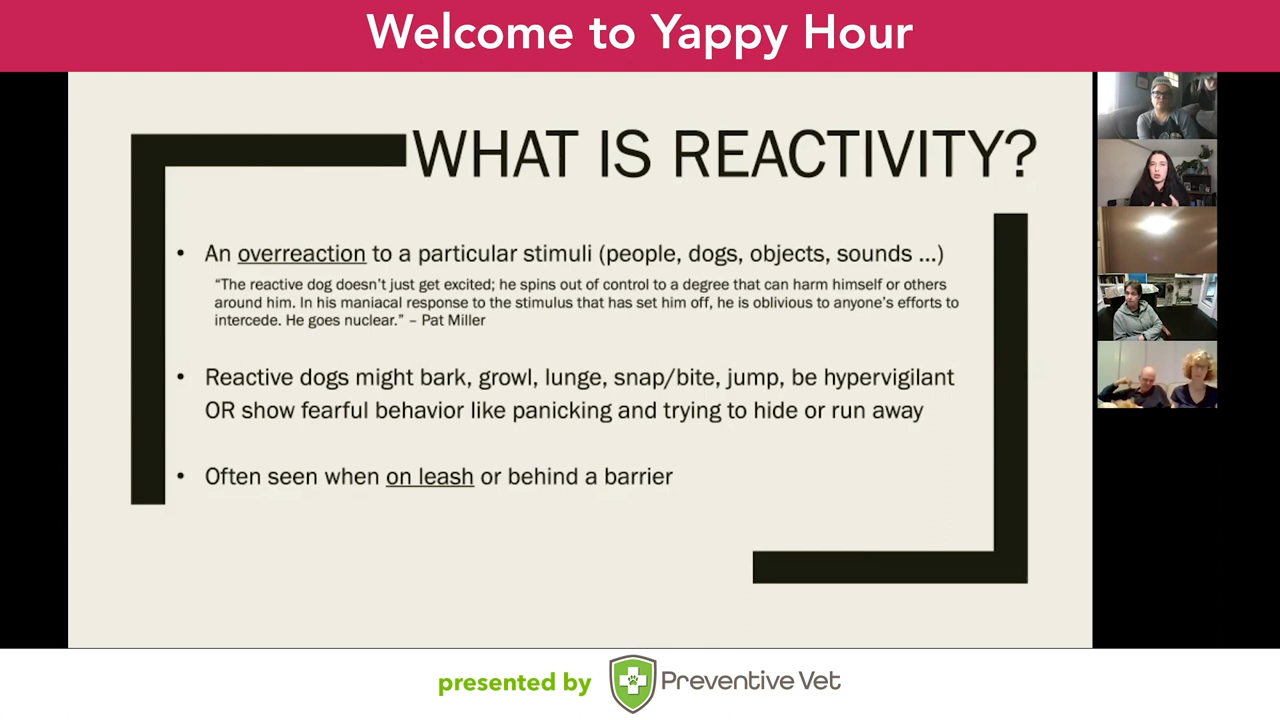 Welcome to Yappy Hour
WHAT IS REACTIVITY?
• An overreaction to a particular stimuli (people, dogs, objects, sounds ...)
“The reactive dog doesn’t just get excited; he spins out of control to a degree that can harm himself or others
around him. In his maniacal response to the stimulus that has set him off, he is oblivious to anyone’s efforts to
intercede. He goes nuclear.” – Pat Miller
• Reactive dogs might bark, growl, lunge, snap/bite, jump, be hypervigilant
OR show fearful behavior like panicking and trying to hide or run away
• Often seen when on leash or behind a barrier
presented by Preventive Vet